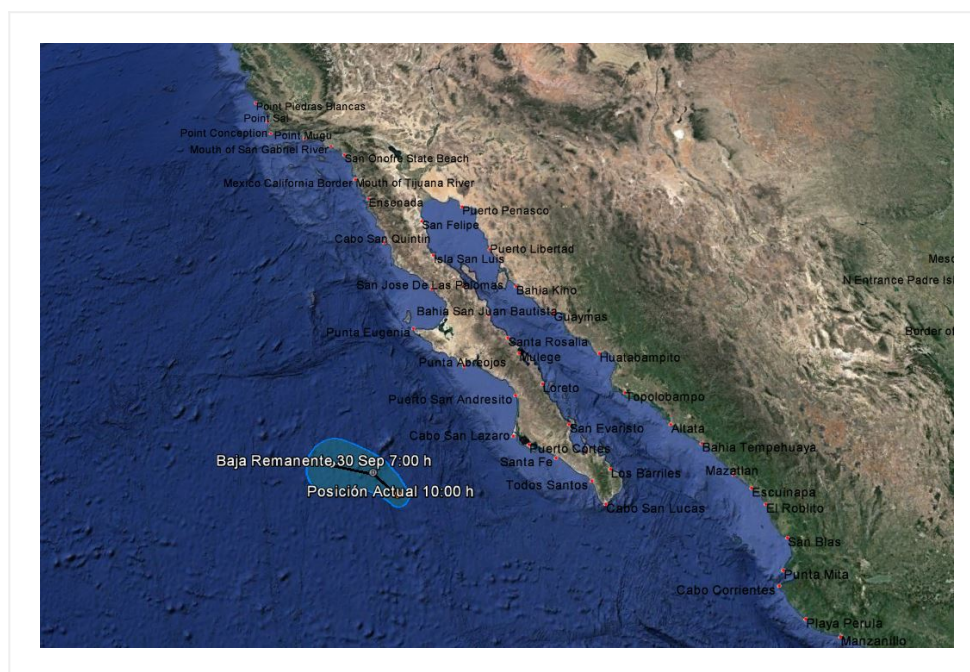 Point Piedras Blancas
Point Sal
Point Conception
Point Mugu
Mouth of San Gabriel River
San Onofre State Beach
Mexico California Border Mouth of Tijuana River
Ensenada
Puerto Penasco
San Felipe
Cabo San Quintin
Puerto Libertad
Isla San Luis
Mesc
N Entrance Padre Isl
San Jose De Las Palomas
Bahia Kino
Bahia San Juan Bautista
Guaymas
Punta Eugenia
Border of
Santa Rosalia
Mulege
Huatabampito
Punta Abreojos
Loreto
Topolobampo
Puerto San Andresito
San Evaristo
Altata
Cabo San Lazaro
Puerto Cortes
Bahia Tempehuaya
Baja Remanente 30 Sep 7:00 h
Santa Fe
Los Barriles
Mazatlan
Todos Santos
Posición Actual 10:00 h
Escuinapa
Cabo San Lucas
El Roblito
San Blas
Punta Mita
Cabo Corrientes
Playa Perula
Manzanillo